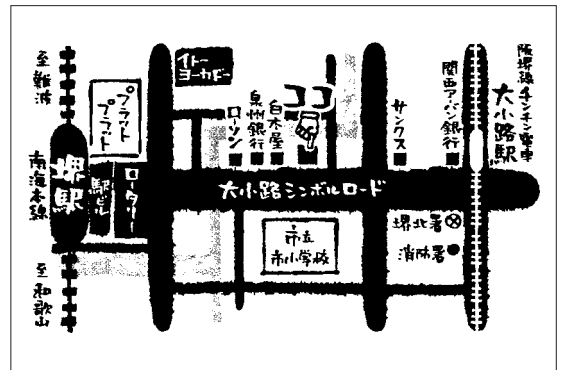 至難波
プラットプラット
堺駅
南海本線
駅ビル
ロータリー
至和歌山
イトーヨーカドー
ローソン
泉州銀行
白木屋
ココ
サンクス
関西アーバン銀行
阪堺線チンチン電車
大小路駅
大小路シンボルロード
堺北署
消防署
市立
市小学校